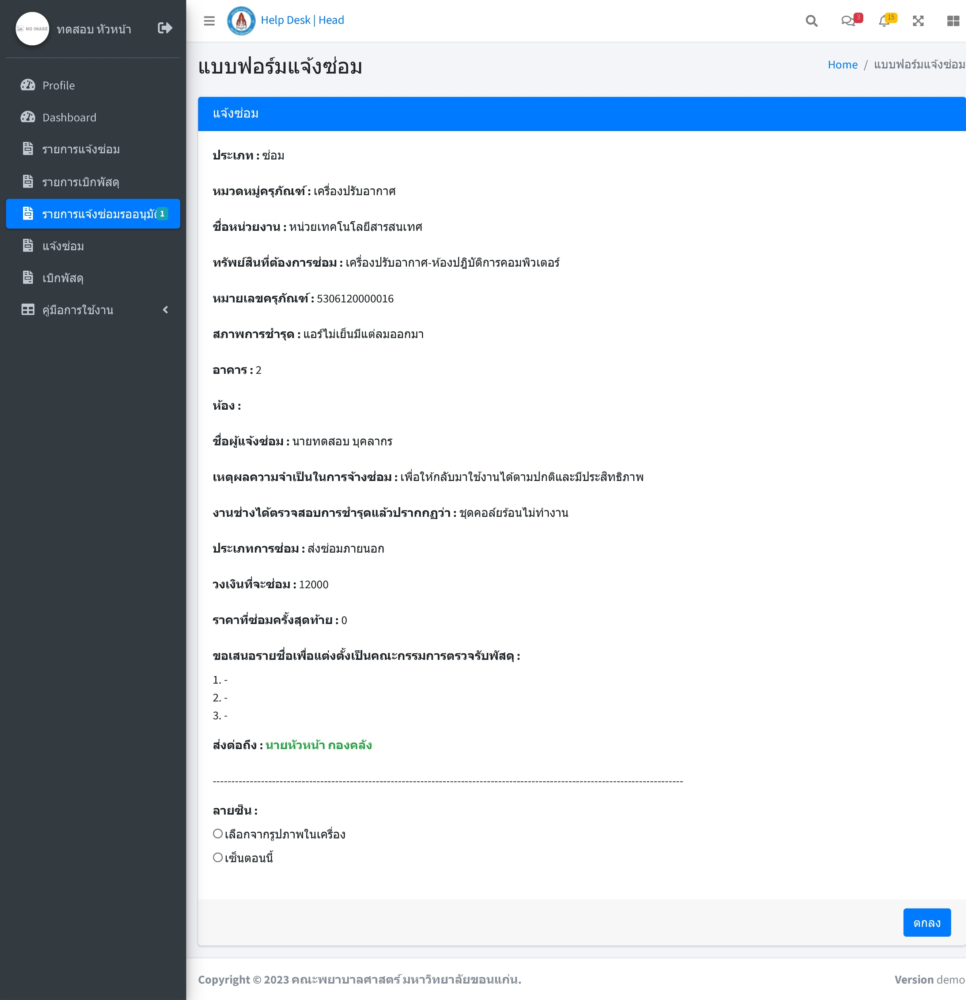 NO IMAGE
ทดสอบ หัวหน้า
Profile
Dashboard
รายการแจ้งซ่อม
รายการเบิกพัสดุ
รายการแจ้งซ่อมรออนุมัติ 1
แจ้งซ่อม
เบิกพัสดุ
คู่มือการใช้งาน
Help Desk | Head
3
15
แบบฟอร์มแจ้งซ่อม
Home / แบบฟอร์มแจ้งซ่อม
แจ้งซ่อม
ประเภท : ซ่อม
หมวดหมู่ครุภัณฑ์ : เครื่องปรับอากาศ
ชื่อหน่วยงาน : หน่วยเทคโนโลยีสารสนเทศ
ทรัพย์สินที่ต้องการซ่อม : เครื่องปรับอากาศ-ห้องปฎิบัติการคอมพิวเตอร์
หมายเลขครุภัณฑ์ : 5306120000016
สภาพการชำรุด : แอร์ไม่เย็นมีแต่ลมออกมา
อาคาร : 2
ห้อง :
ชื่อผู้แจ้งซ่อม : นายทดสอบ บุคลากร
เหตุผลความจำเป็นในการจ้างซ่อม : เพื่อให้กลับมาใช้งานได้ตามปกติและมีประสิทธิภาพ
งานช่างได้ตรวจสอบการชำรุดแล้วปรากกฏว่า : ชุดคอล์ยร้อนไม่ทำงาน
ประเภทการซ่อม : ส่งซ่อมภายนอก
วงเงินที่จะซ่อม : 12000
ราคาที่ซ่อมครั้งสุดท้าย : 0
ขอเสนอรายชื่อเพื่อแต่งตั้งเป็นคณะกรรมการตรวจรับพัสดุ :
1. -
2. -
3. -
ส่งต่อถึง : นายหัวหน้า กองคลัง
--------------------------------------------------------------------------------------------------------------------------------
ลายซ็น :
เลือกจากรูปภาพในเครื่อง
เซ็นตอนนี้
ตกลง
Copyright © 2023 คณะพยาบาลศาสตร์ มหาวิทยาลัยขอนแก่น.
Version demo